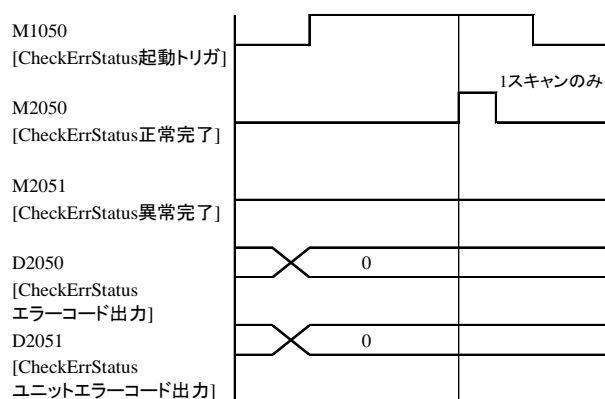 M1050
[CheckErrStatus起動トリガ]
1スキャンのみ
M2050
[CheckErrStatus正常完了]
M2051
[CheckErrStatus異常完了]
D2050
0
[CheckErrStatus
エラーコード出力]
D2051
0
[CheckErrStatus
ユニットエラーコード出力]